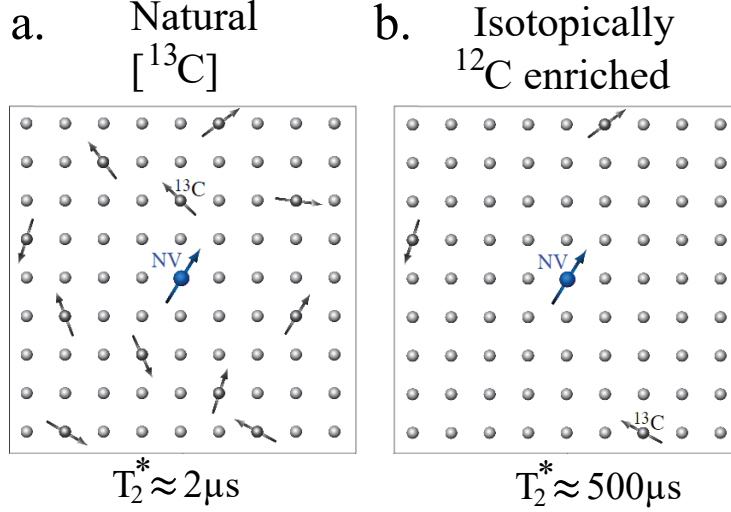 a. Natural
[¹³C]
¹³C
NV
T₂* ≈ 2μs
b. Isotopically
¹²C enriched
NV
¹³C
T₂* ≈ 500μs